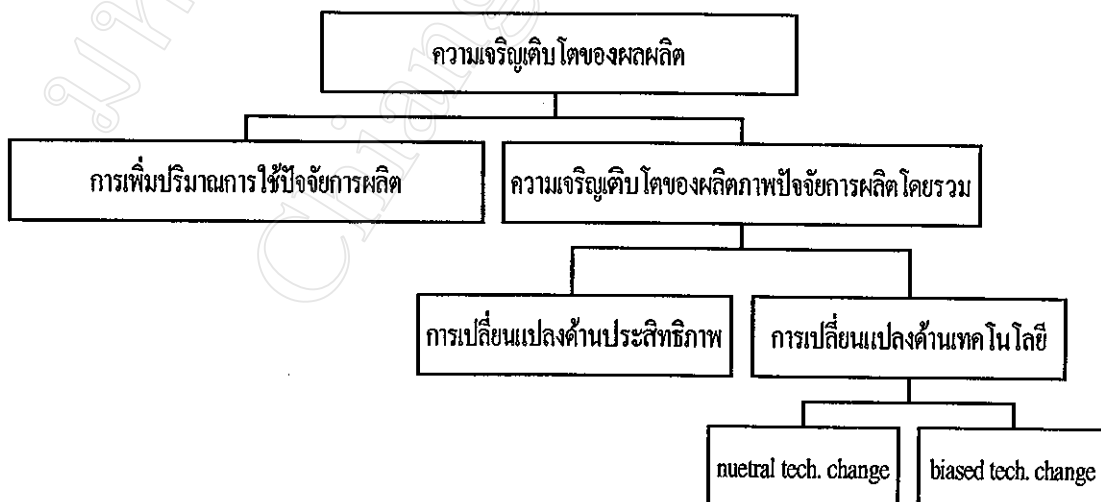 ความเจริญเติบโตของผลผลิต
การเพิ่มปริมาณการใช้ปัจจัยการผลิต
ความเจริญเติบโตของผลิตภาพปัจจัยการผลิตโดยรวม
การเปลี่ยนแปลงด้านประสิทธิภาพ
การเปลี่ยนแปลงด้านเทคโนโลยี
nuetral tech. change
biased tech. change
Chiang